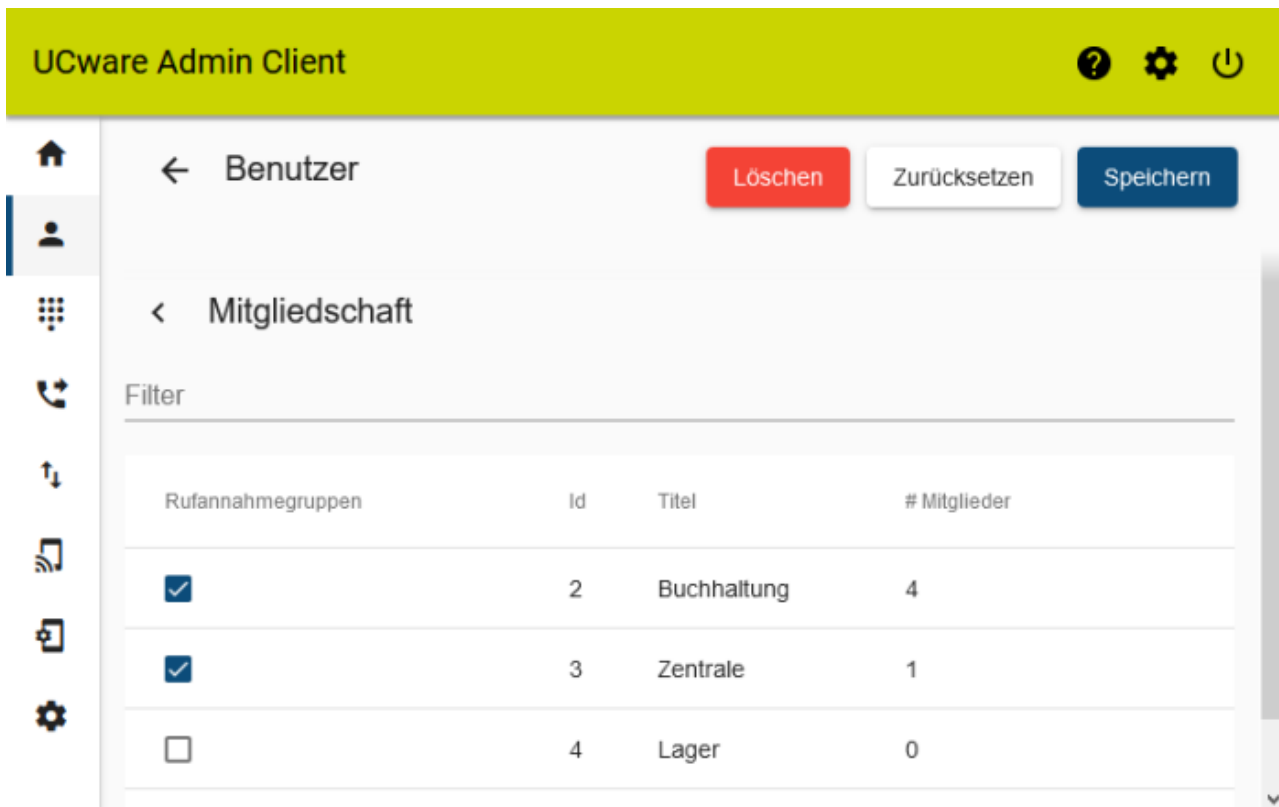 UCware Admin Client
Benutzer
Löschen
Zurücksetzen
Speichern
Mitgliedschaft
Filter
Rufannahmegruppen Id Titel # Mitglieder
2 Buchhaltung 4
3 Zentrale 1
4 Lager 0